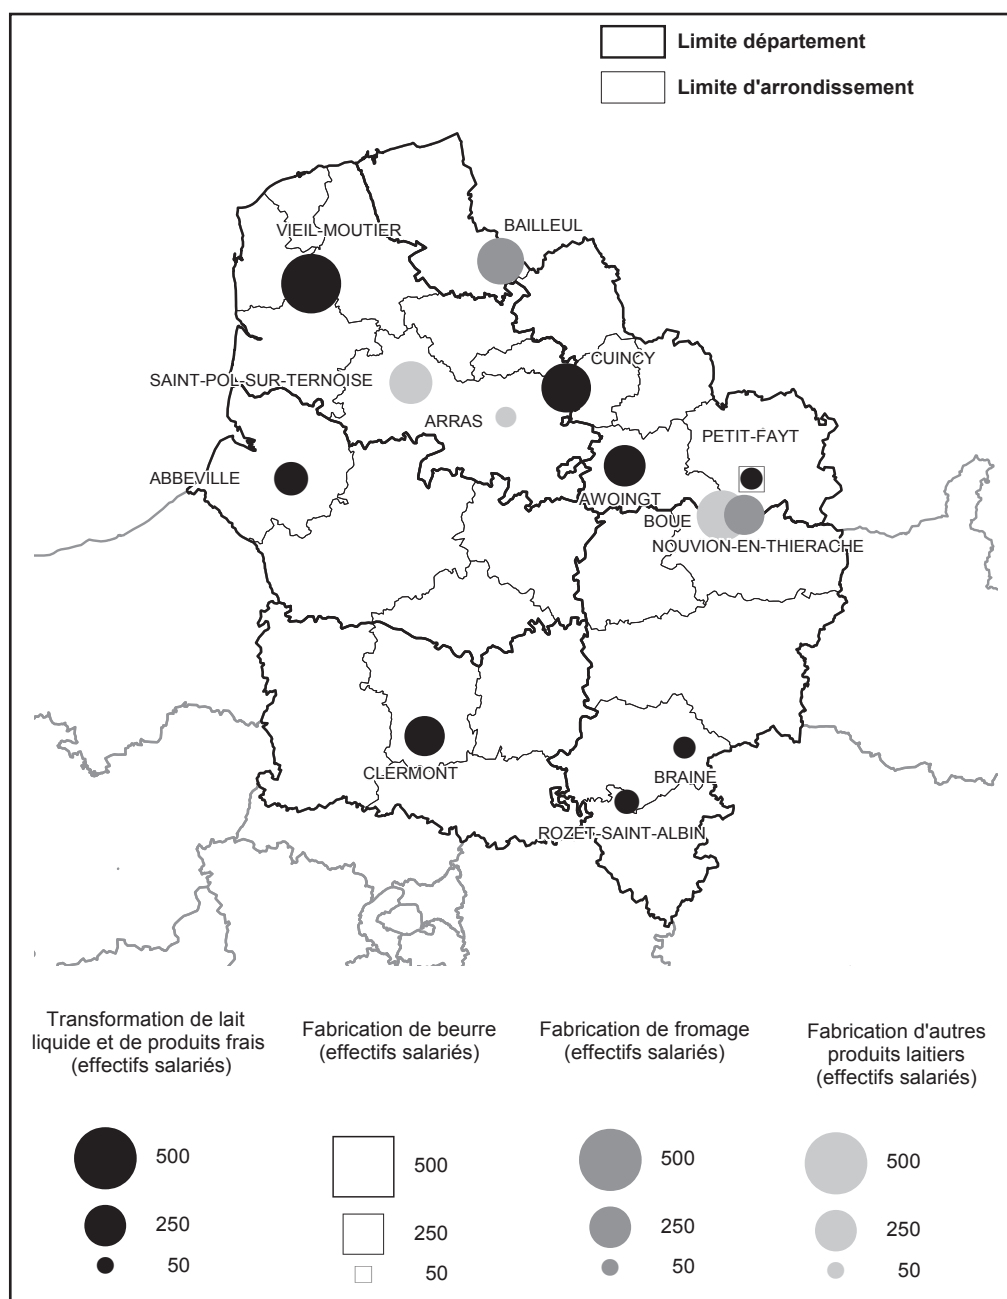 Limite département
Limite d'arrondissement
VIEIL-MOUTIER
BAILLEUL
CUINCY
SAINT-POL-SUR-TERNOISE
ARRAS
PETIT-FAYT
ABBEVILLE
AWOINGT
BOUE
NOUVION-EN-THIERACHE
CLERMONT
BRAINE
ROZET-SAINT-ALBIN
Transformation de lait
liquide et de produits frais
(effectifs salariés)
500
250
50
Fabrication de beurre
(effectifs salariés)
500
250
50
Fabrication de fromage
(effectifs salariés)
500
250
50
Fabrication d'autres
produits laitiers
(effectifs salariés)
500
250
50